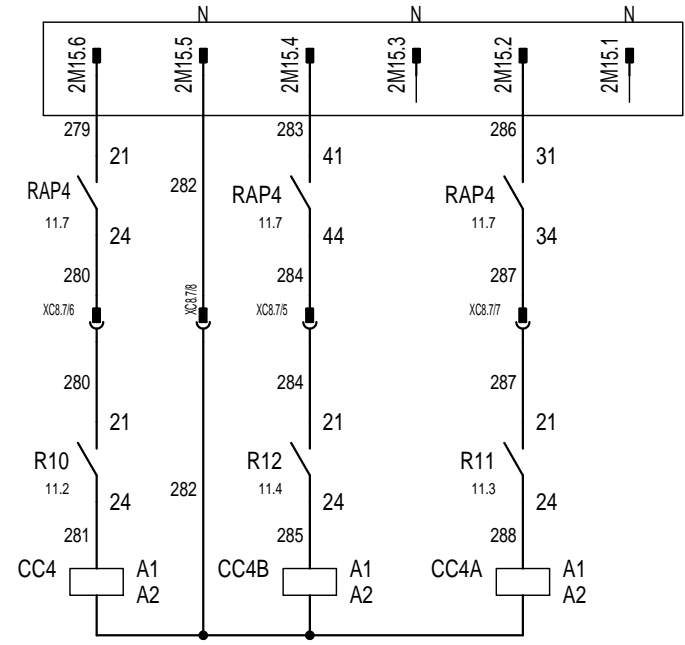 N N N
2M15.6 2M15.5 2M15.4 2M15.3 2M15.2 2M15.1
279 283 286
21 41 31
RAP4 282 RAP4 RAP4
11.7 11.7 11.7
24 44 34
280 284 287
XC8.7/6 XC8.7/8 XC8.7/5 XC8.7/7
280 284 287
21 21 21
R10 R12 R11
11.2 282 11.4 11.3
24 24 24
281 285 288
CC4 A1 CC4B A1 CC4A A1
A2 A2 A2